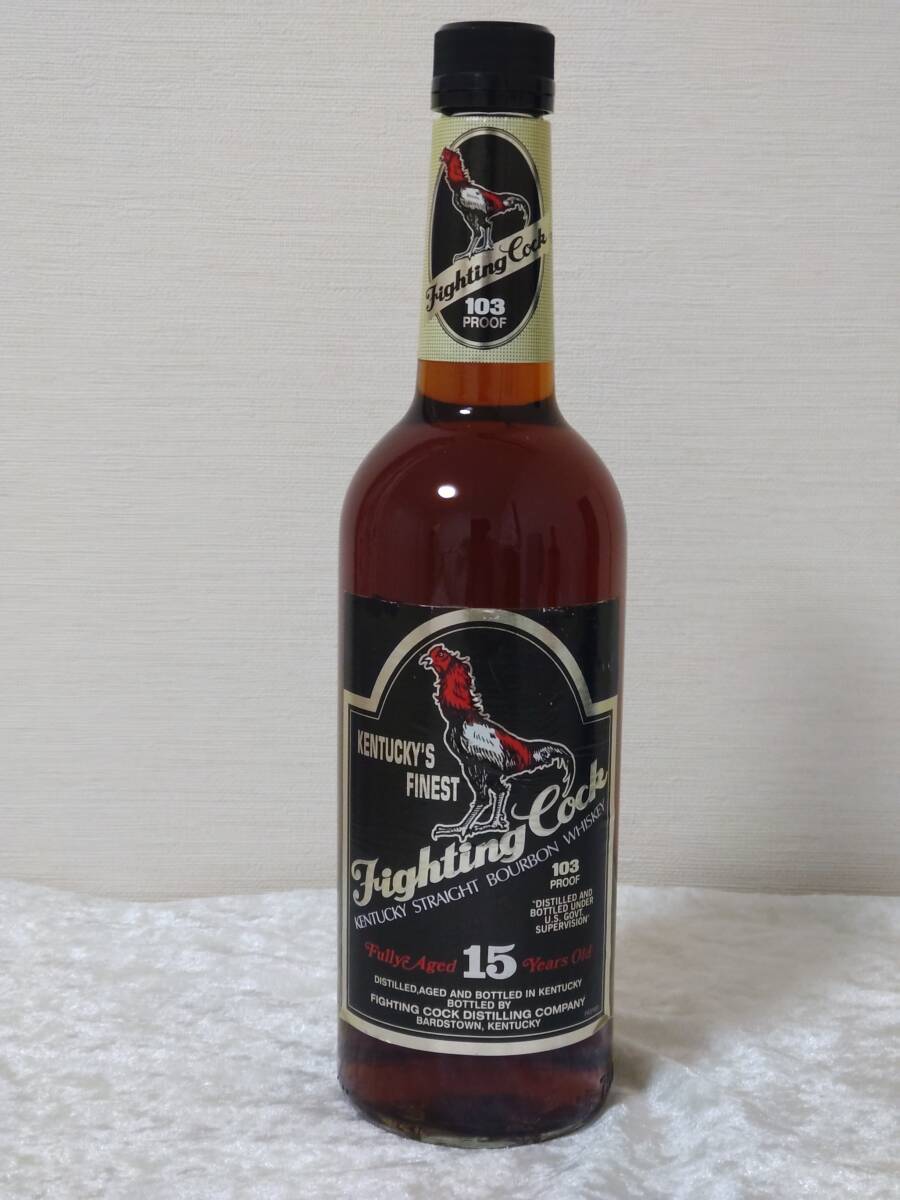 Fighting Cock
103
PROOF
KENTUCKY'S
FINEST
Fighting Cock
KENTUCKY STRAIGHT BOURBON WHISKEY
103
PROOF
"DISTILLED AND
BOTTLED UNDER
U.S. GOVT.
SUPERVISION"
Fully Aged 15 Years Old
DISTILLED, AGED AND BOTTLED IN KENTUCKY
BOTTLED BY
FIGHTING COCK DISTILLING COMPANY
BARDSTOWN, KENTUCKY